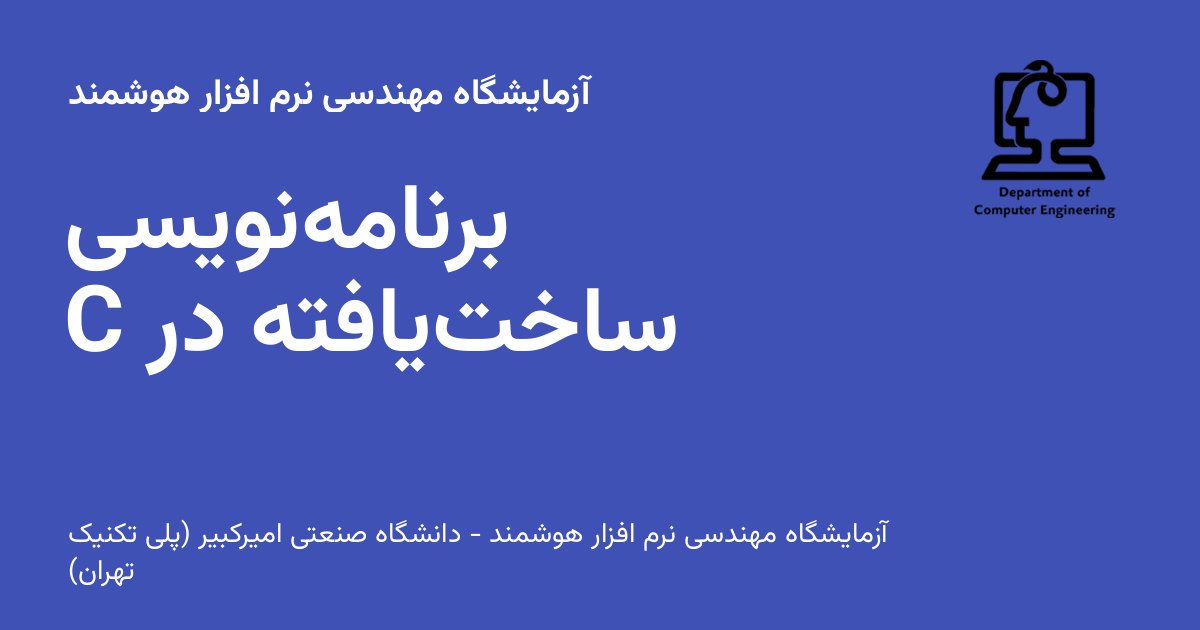 آزمایشگاه مهندسی نرم افزار هوشمند
Department of
Computer Engineering
برنامه‌نویسی
ساخت‌یافته در C
آزمایشگاه مهندسی نرم افزار هوشمند - دانشگاه صنعتی امیرکبیر (پلی تکنیک
تهران)